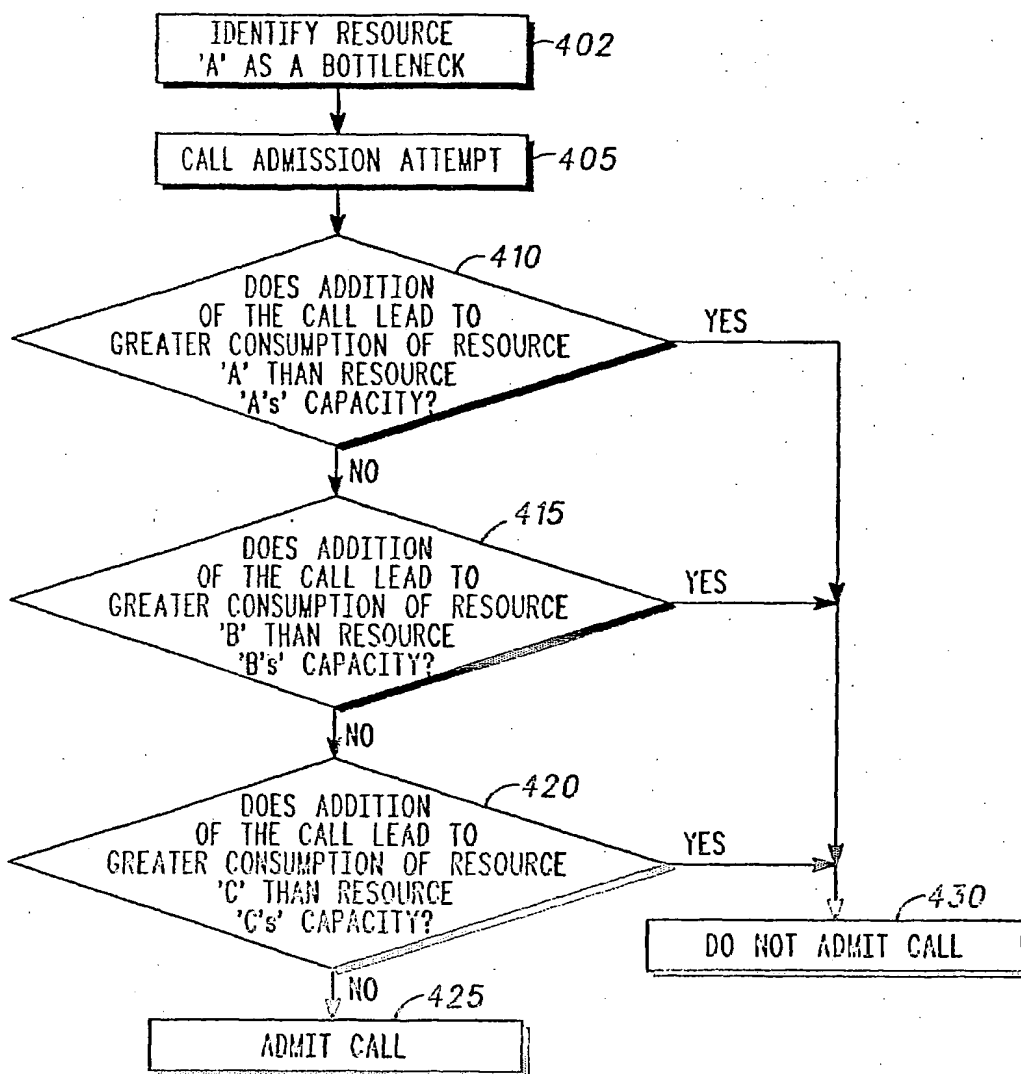 IDENTIFY RESOURCE
'A' AS A BOTTLENECK
402
CALL ADMISSION ATTEMPT
405
410
DOES ADDITION
OF THE CALL LEAD TO
GREATER CONSUMPTION OF RESOURCE
'A' THAN RESOURCE
'A's' CAPACITY?
YES
NO
415
DOES ADDITION
OF THE CALL LEAD TO
GREATER CONSUMPTION OF RESOURCE
'B' THAN RESOURCE
'B's' CAPACITY?
YES
NO
420
DOES ADDITION
OF THE CALL LEAD TO
GREATER CONSUMPTION OF RESOURCE
'C' THAN RESOURCE
'C's' CAPACITY?
YES
430
DO NOT ADMIT CALL
NO
425
ADMIT CALL